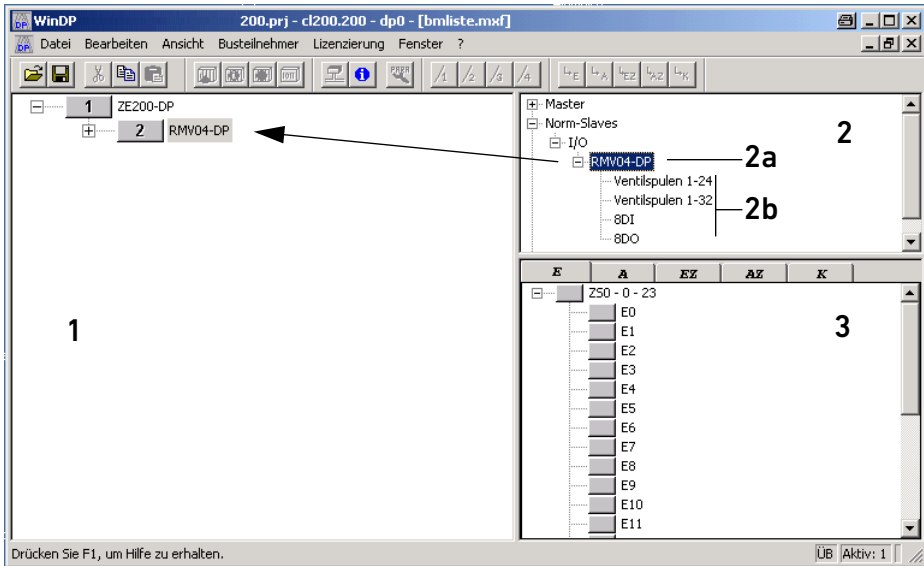 WinDP 200.prj - cl200.200 - dp0 - [bmliste.mxf]
Datei Bearbeiten Ansicht Busteilnehmer Lizenzierung Fenster ?
1 ZE200-DP
2 RMV04-DP
1
Master
Norm-Slaves
I/O
RMV04-DP
Ventilspulen 1-24
Ventilspulen 1-32
8DI
8DO
2
2a
2b
E A EZ AZ K
ZS0 - 0 - 23
E0
E1
E2
E3
E4
E5
E6
E7
E8
E9
E10
E11
3
Drücken Sie F1, um Hilfe zu erhalten. ÜB Aktiv: 1